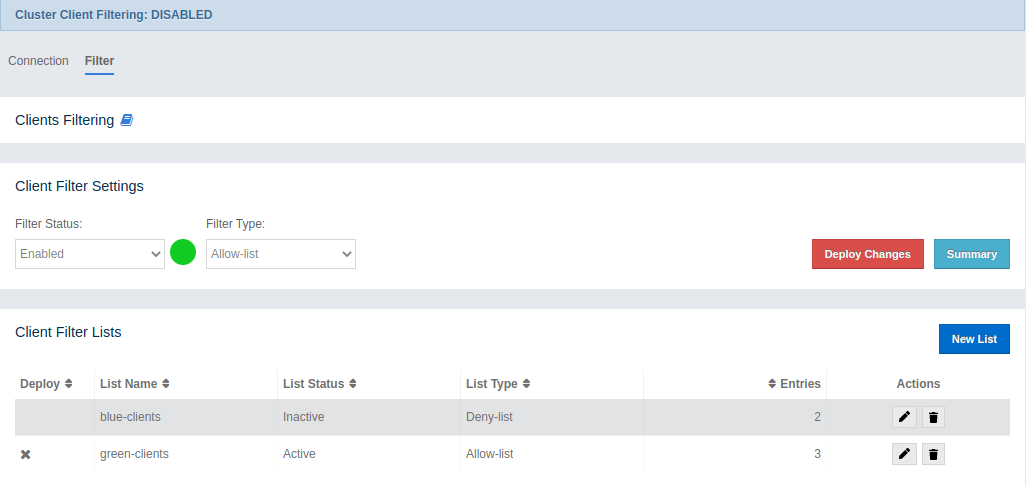 Cluster Client Filtering: DISABLED
Connection Filter
Clients Filtering
Client Filter Settings
Filter Status: Filter Type:
Enabled Allow-list Deploy Changes Summary
Client Filter Lists
New List
Deploy List Name List Status List Type Entries Actions
blue-clients Inactive Deny-list 2
green-clients Active Allow-list 3